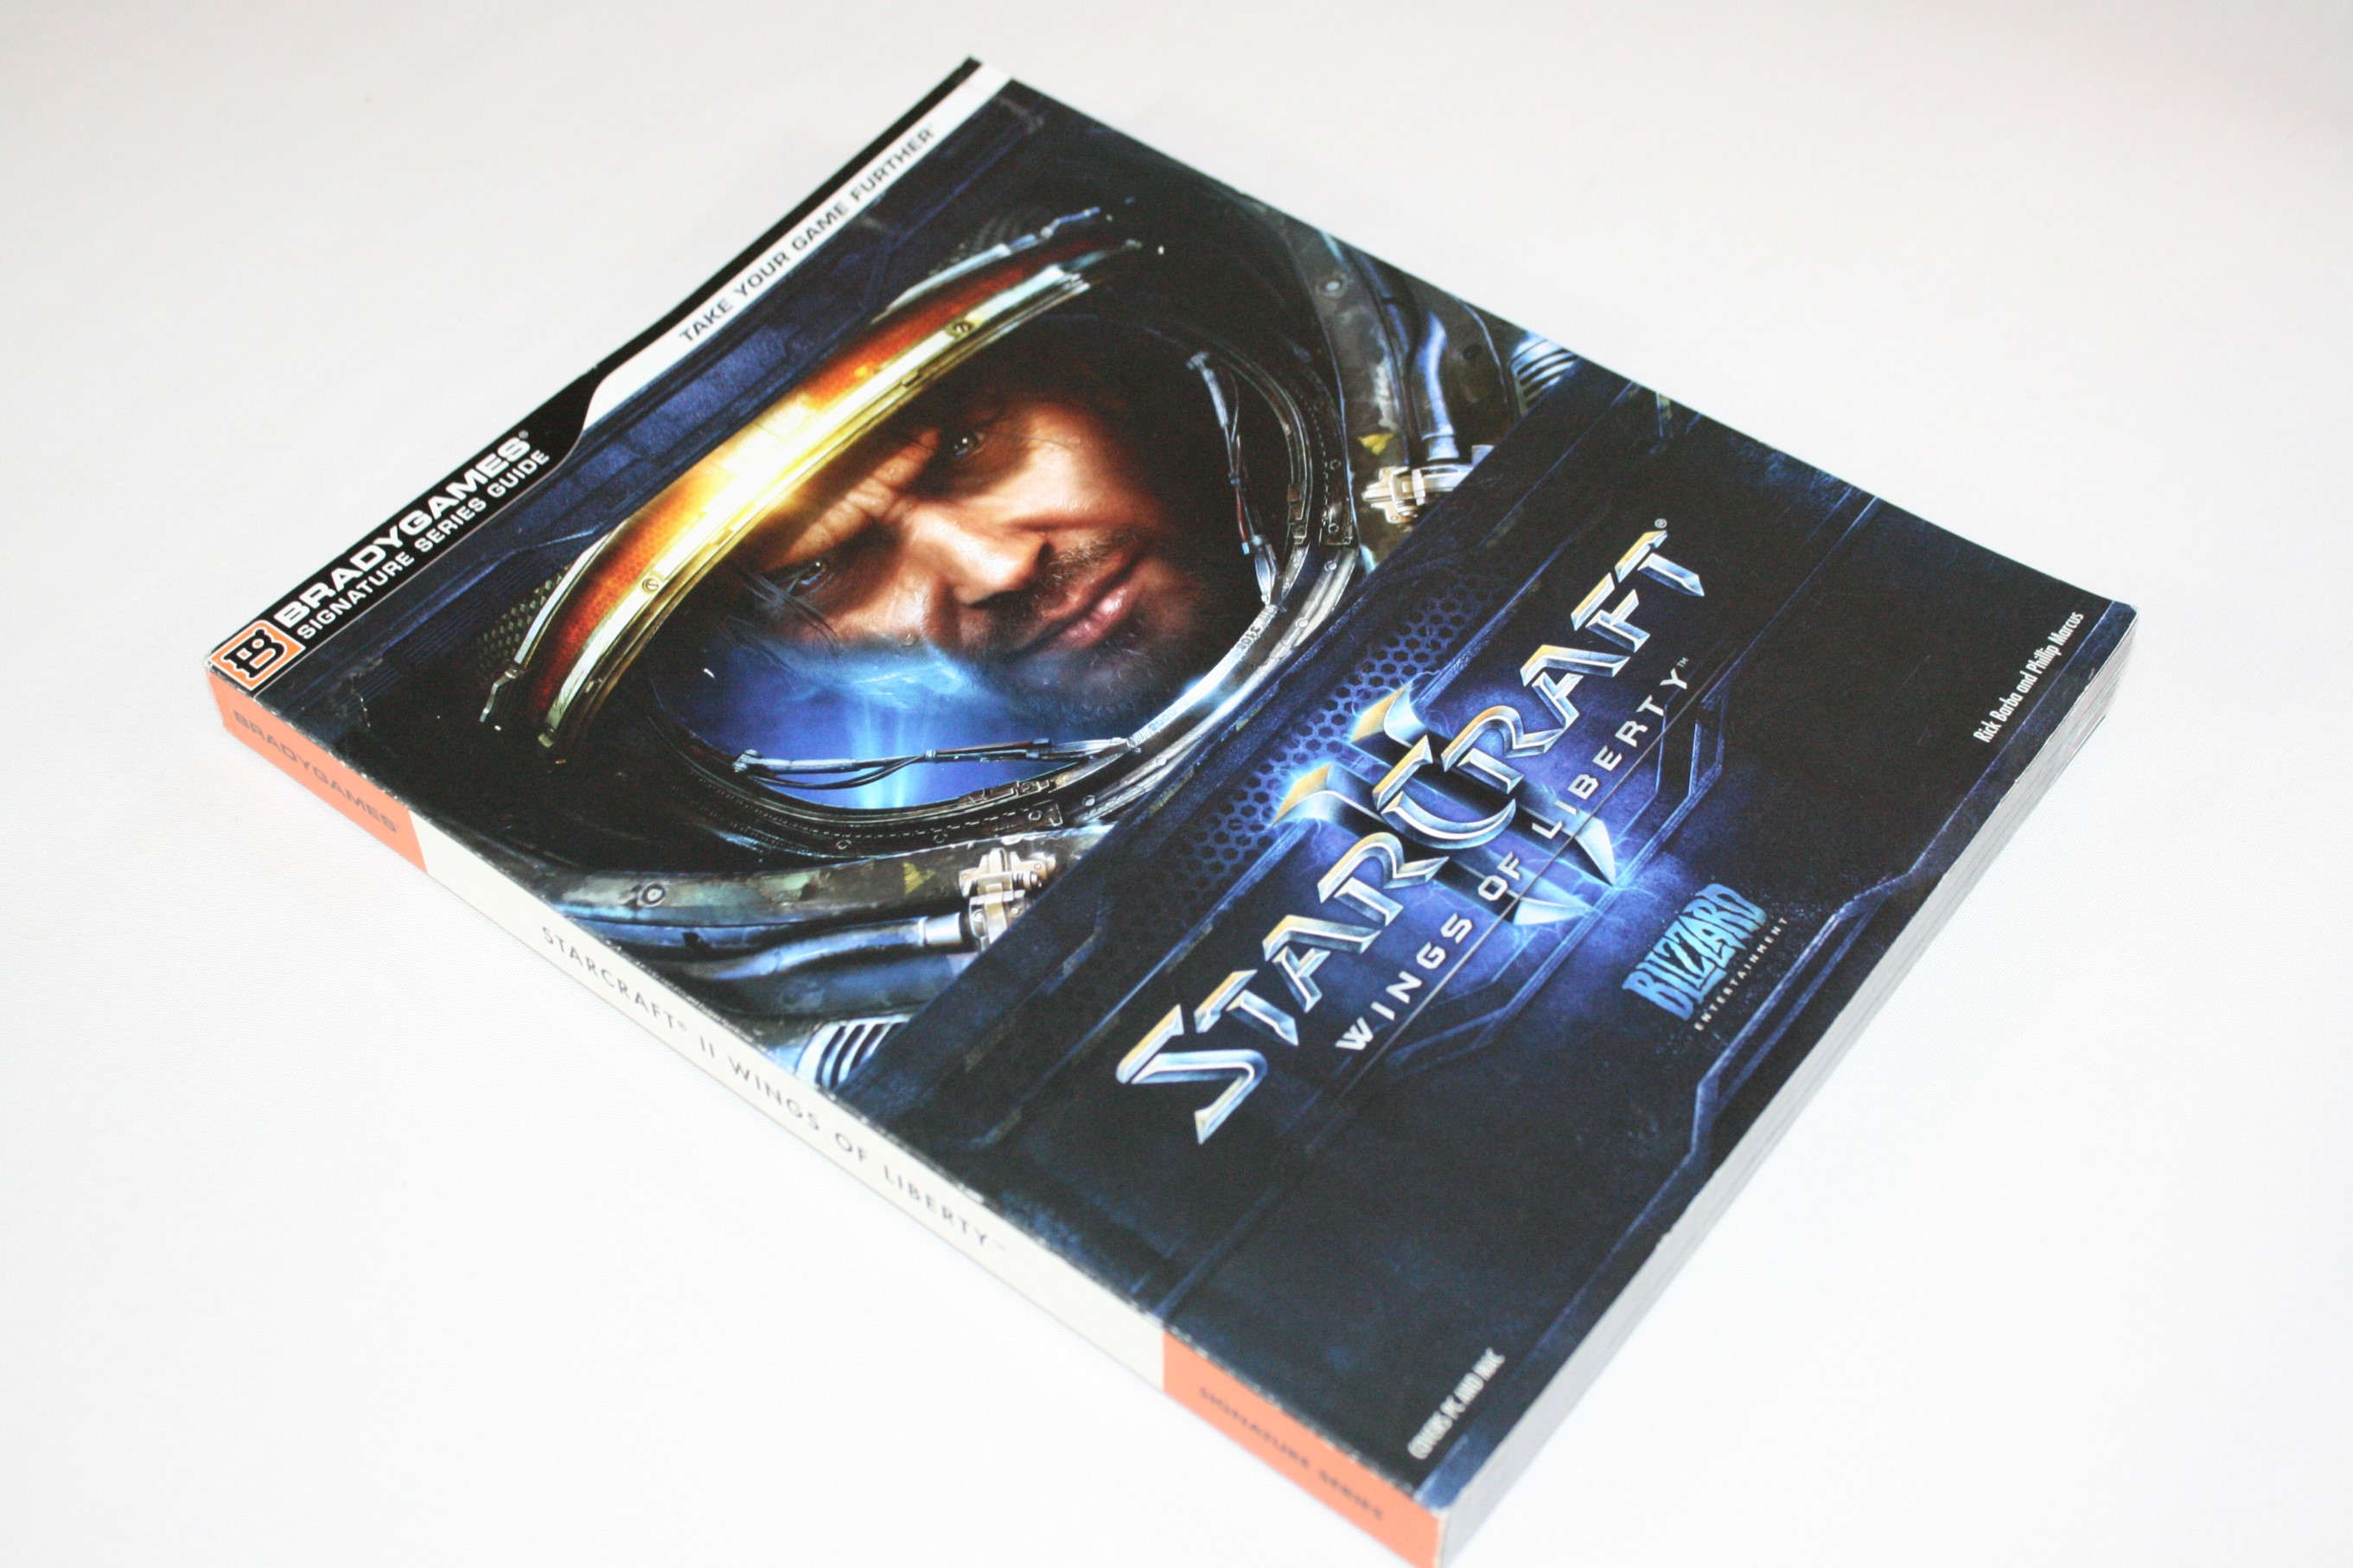 TAKE YOUR GAME FURTHER™
B
BRADYGAMES®
SIGNATURE SERIES GUIDE
STARCRAFT®
II
WINGS OF LIBERTY™
BLIZZARD
ENTERTAINMENT
Rick Barba and Phillip Marcus
COVERS PC AND MAC
BRADYGAMES®
STARCRAFT® II WINGS OF LIBERTY™
SIGNATURE SERIES